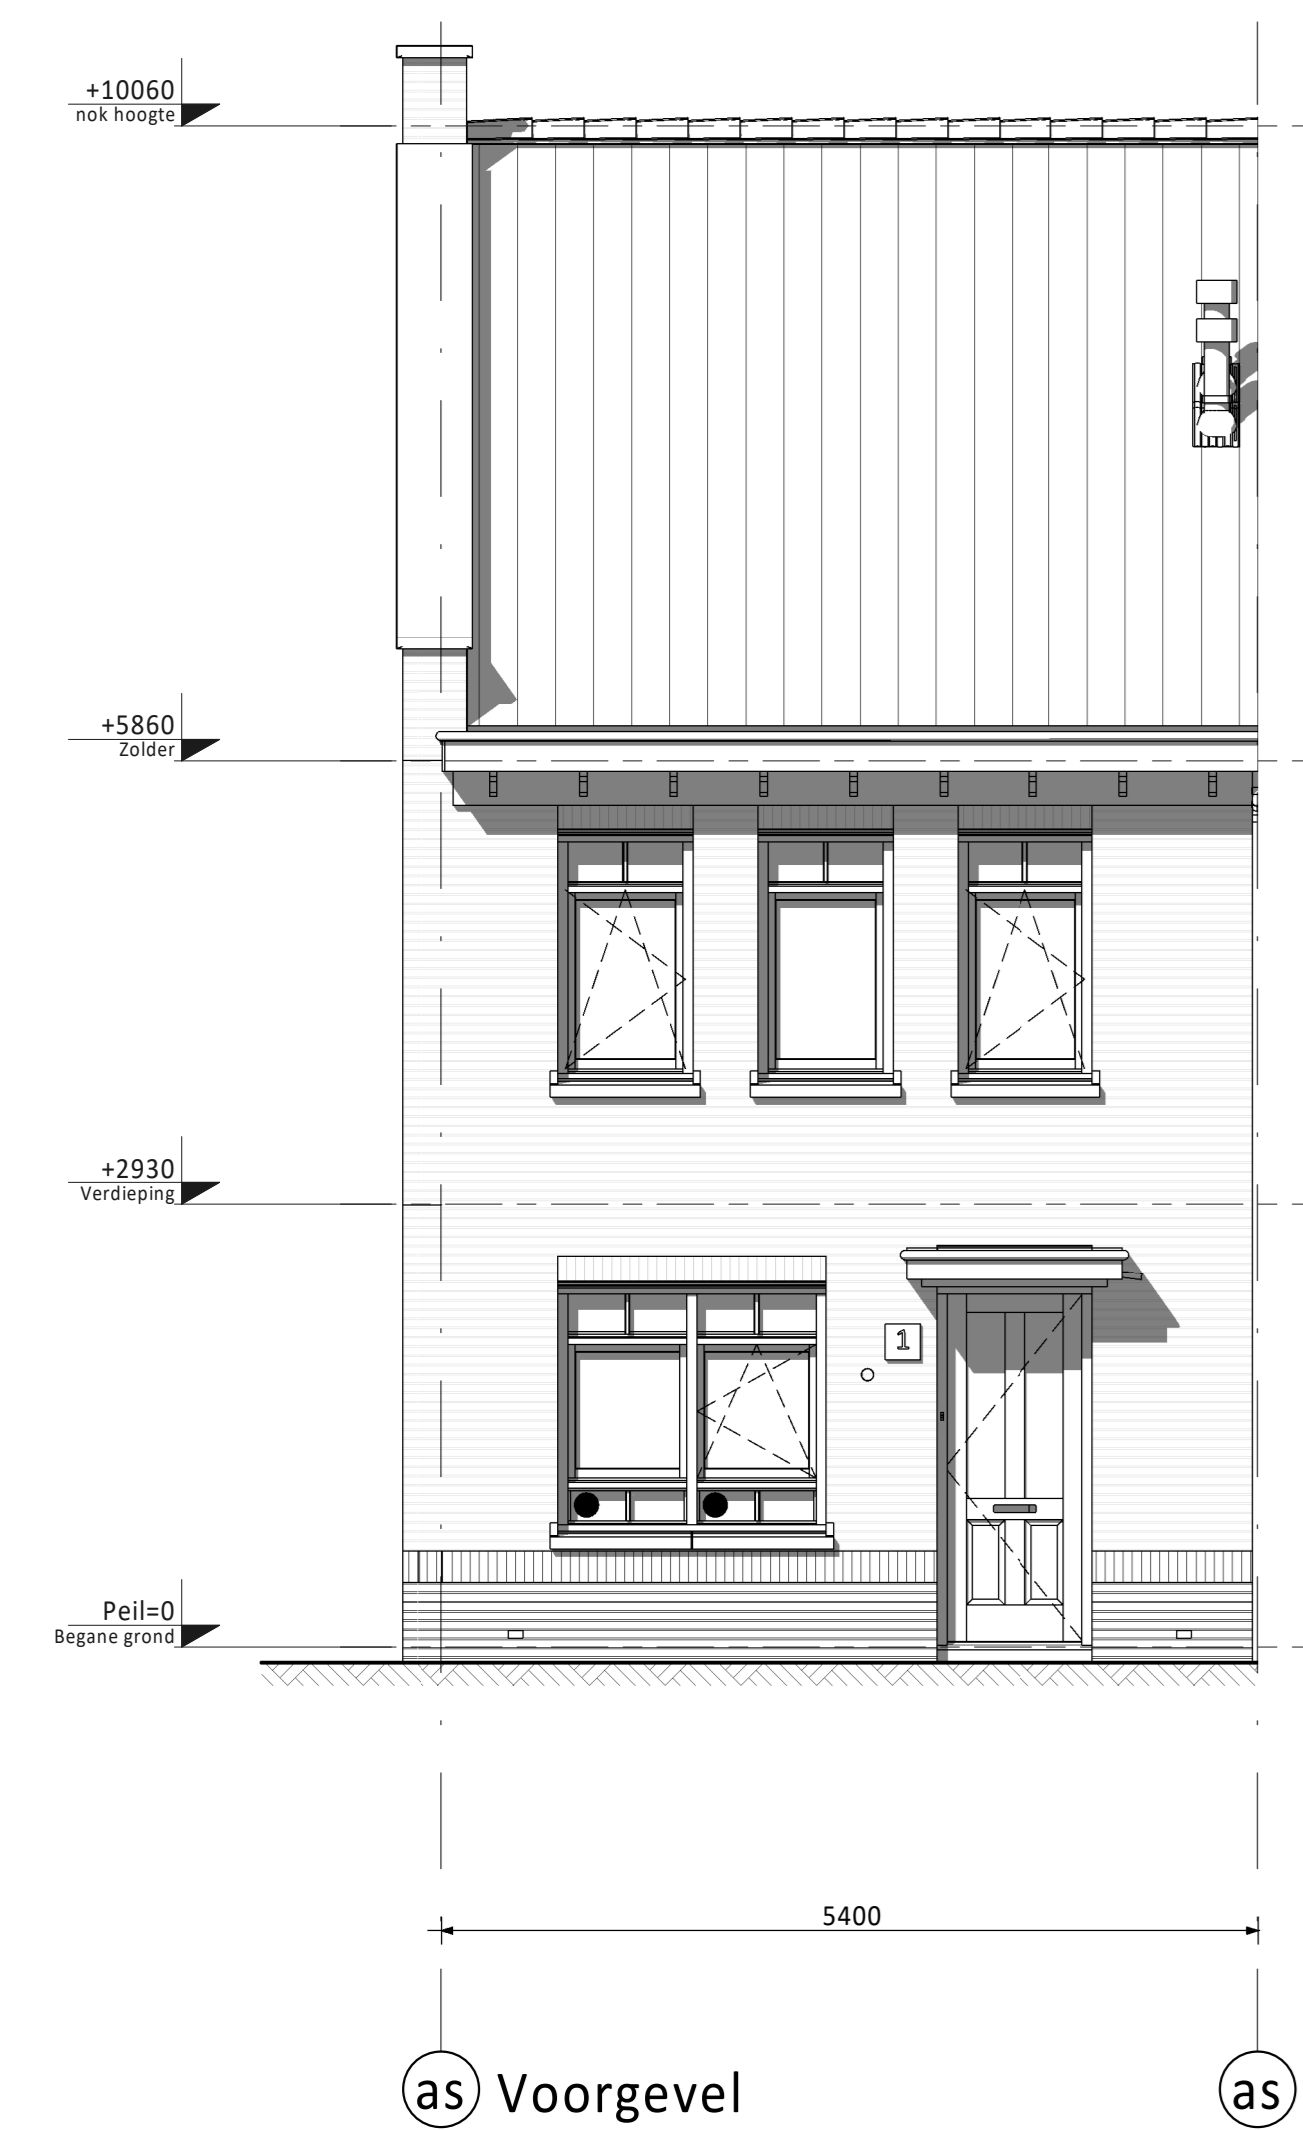 +10060
nok hoogte
+5860
Zolder
+2930
Verdieping
1
Peil=0
Begane grond
5400
as Voorgevel as